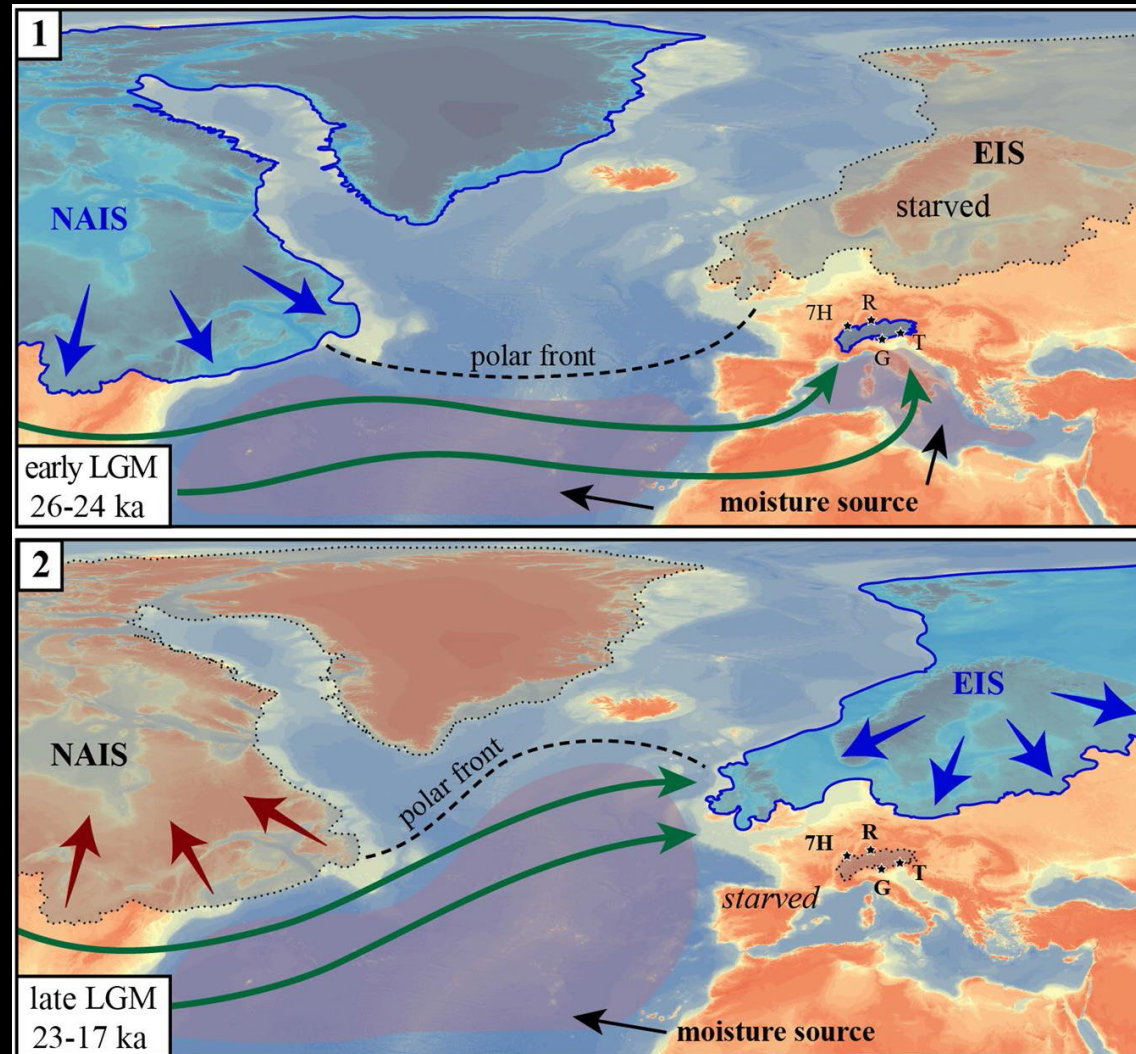 1
NAIS
EIS
starved
7H
R
G
T
polar front
early LGM
26-24 ka
moisture source
2
NAIS
EIS
polar front
7H
R
G
T
starved
late LGM
23-17 ka
moisture source